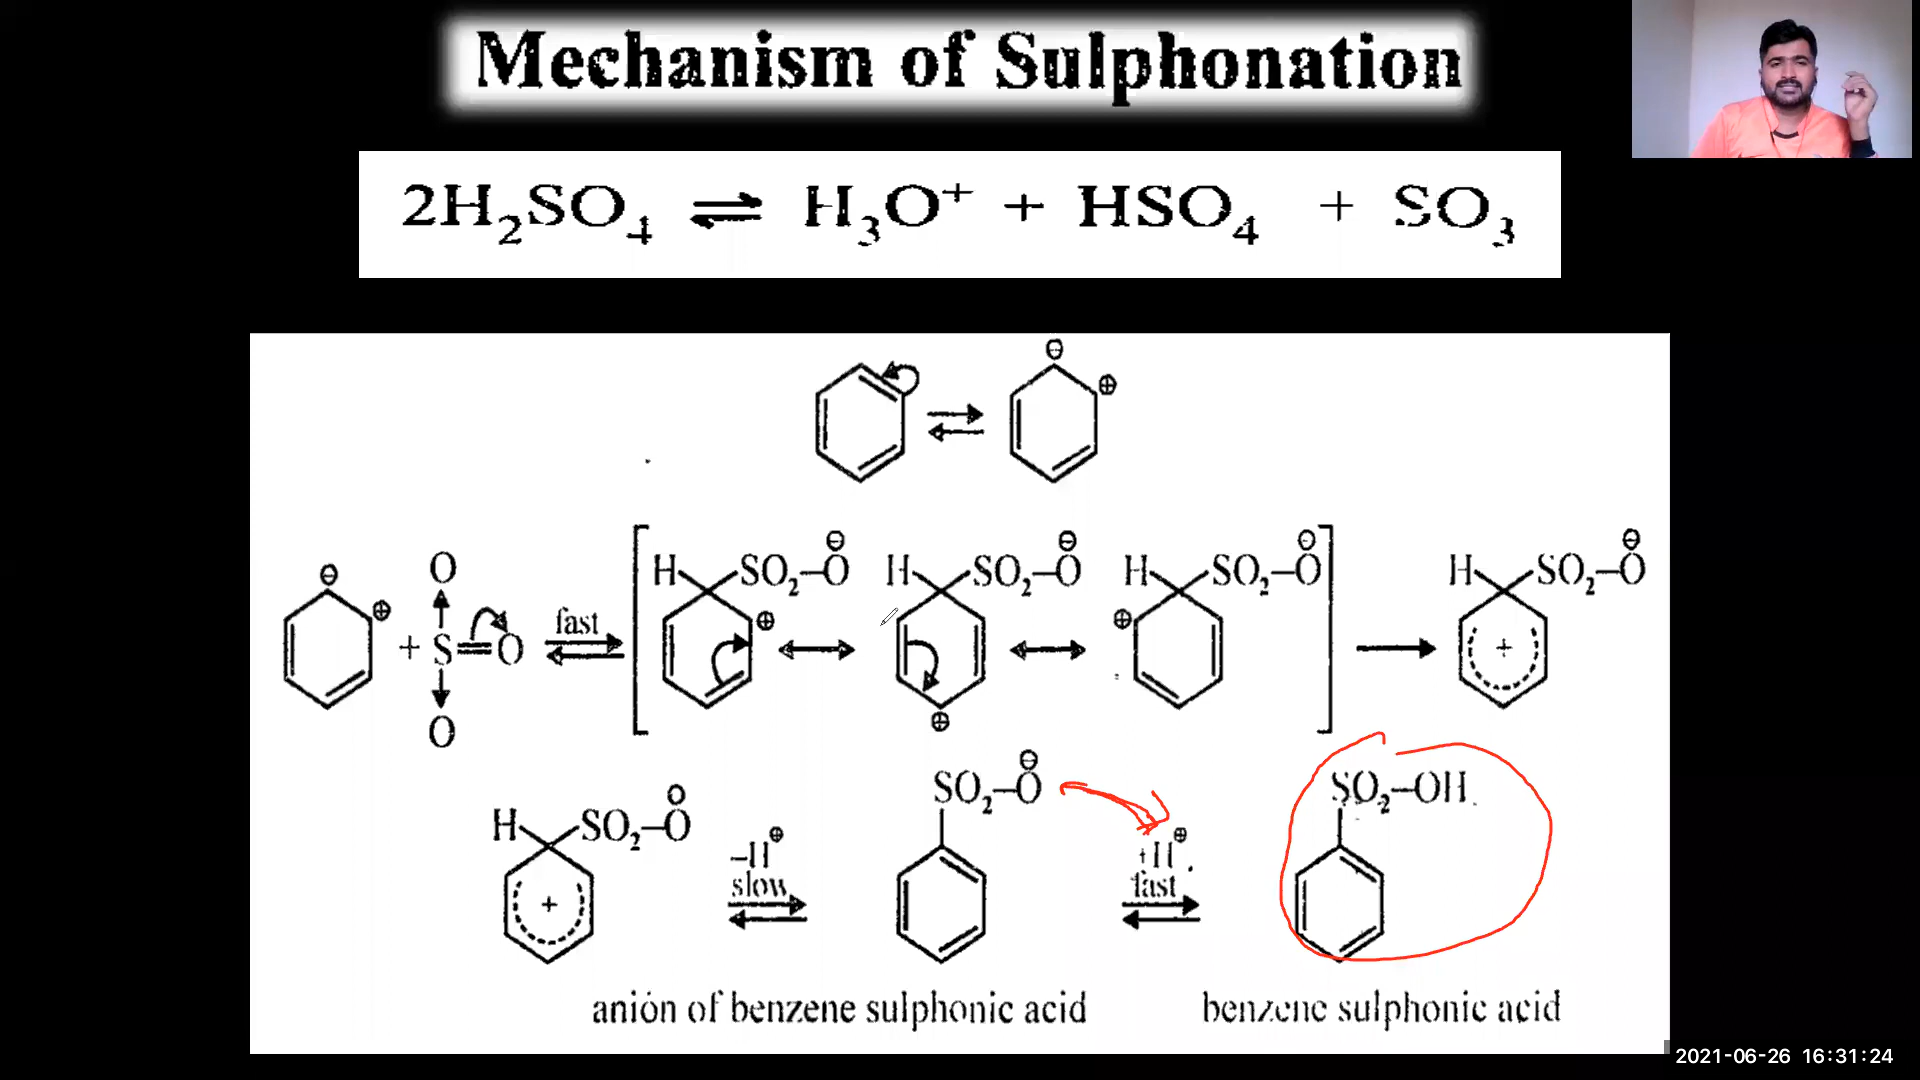 Mechanism of Sulphonation
2H₂SO₄ ⇌ H₃O⁺ + HSO₄ + SO₃
⊖
⊕
⊖ ⊕ + O S O O fast
H SO₂–O ⊖ ⊕
H SO₂–O ⊖ ⊕
H SO₂–O ⊖ ⊕
H SO₂–O ⊖ +
H SO₂–O O +
–H⊕
slow
SO₂–O ⊖
+H⊕
fast
SO₂–OH
anion of benzene sulphonic acid
benzene sulphonic acid
2021-06-26 16:31:24